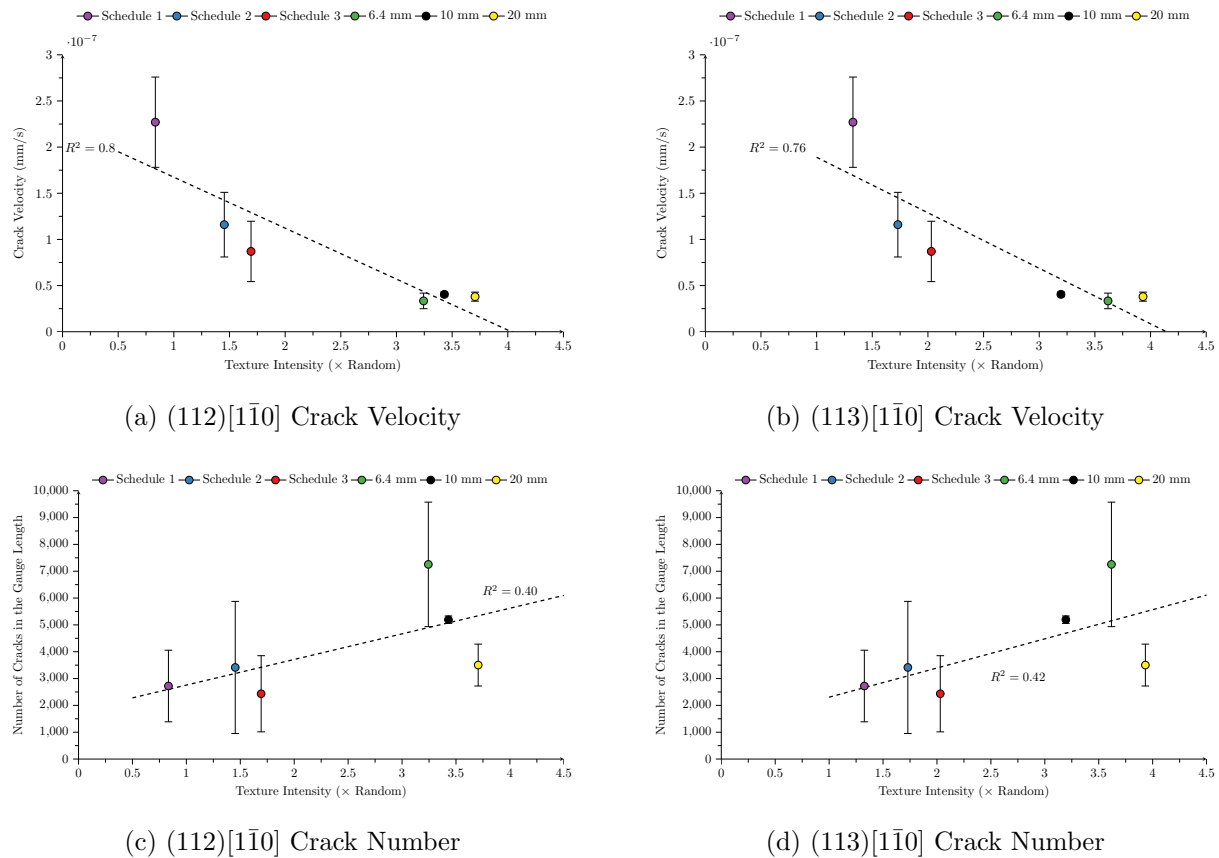 Schedule 1 Schedule 2 Schedule 3 6.4 mm 10 mm 20 mm
·10⁻⁷
3
2.5
2
1.5
1
0.5
0
Crack Velocity (mm/s)
R² = 0.8
0 0.5 1 1.5 2 2.5 3 3.5 4 4.5
Texture Intensity (× Random)
(a) (112)[11̄0] Crack Velocity
Schedule 1 Schedule 2 Schedule 3 6.4 mm 10 mm 20 mm
·10⁻⁷
3
2.5
2
1.5
1
0.5
0
Crack Velocity (mm/s)
R² = 0.76
0 0.5 1 1.5 2 2.5 3 3.5 4 4.5
Texture Intensity (× Random)
(b) (113)[11̄0] Crack Velocity
Schedule 1 Schedule 2 Schedule 3 6.4 mm 10 mm 20 mm
10,000
9,000
8,000
7,000
6,000
5,000
4,000
3,000
2,000
1,000
0
Number of Cracks in the Gauge Length
R² = 0.40
0 0.5 1 1.5 2 2.5 3 3.5 4 4.5
Texture Intensity (× Random)
(c) (112)[11̄0] Crack Number
Schedule 1 Schedule 2 Schedule 3 6.4 mm 10 mm 20 mm
10,000
9,000
8,000
7,000
6,000
5,000
4,000
3,000
2,000
1,000
0
Number of Cracks in the Gauge Length
R² = 0.42
0 0.5 1 1.5 2 2.5 3 3.5 4 4.5
Texture Intensity (× Random)
(d) (113)[11̄0] Crack Number